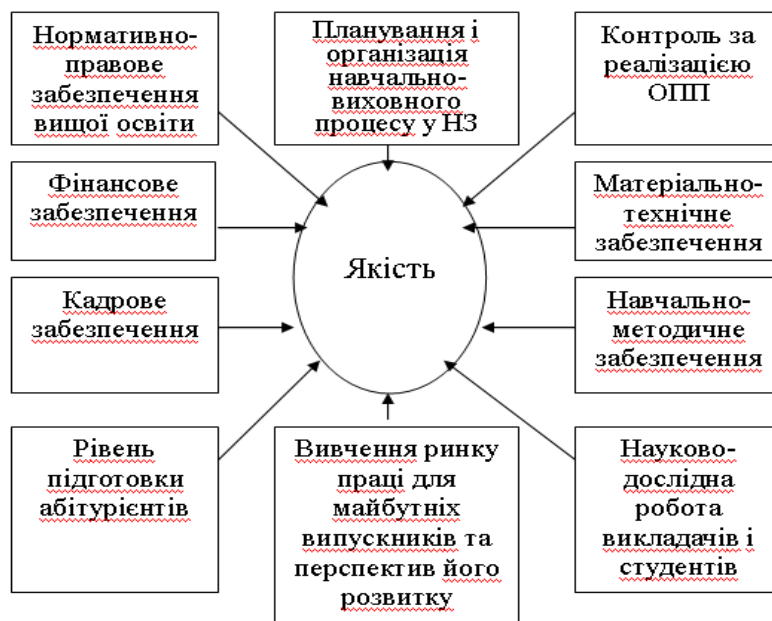 Нормативно-
правове
забезпечення
вищої освіти
Планування і
організація
навчально-
виховного
процесу у НЗ
Контроль за
реалізацією
ОПП
Фінансове
забезпечення
Матеріально-
технічне
забезпечення
Якість
Кадрове
забезпечення
Навчально-
методичне
забезпечення
Рівень
підготовки
абітурієнтів
Вивчення ринку
праці для
майбутніх
випускників та
перспектив його
розвитку
Науково-
дослідна
робота
викладачів і
студентів